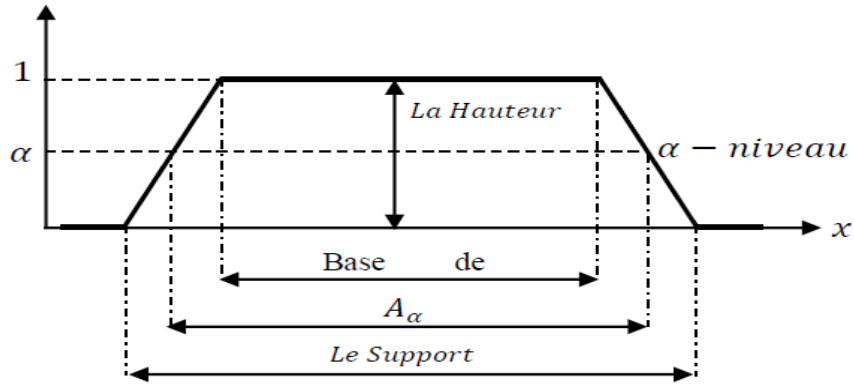 1
La Hauteur
α
α − niveau
x
Base de
A_α
Le Support